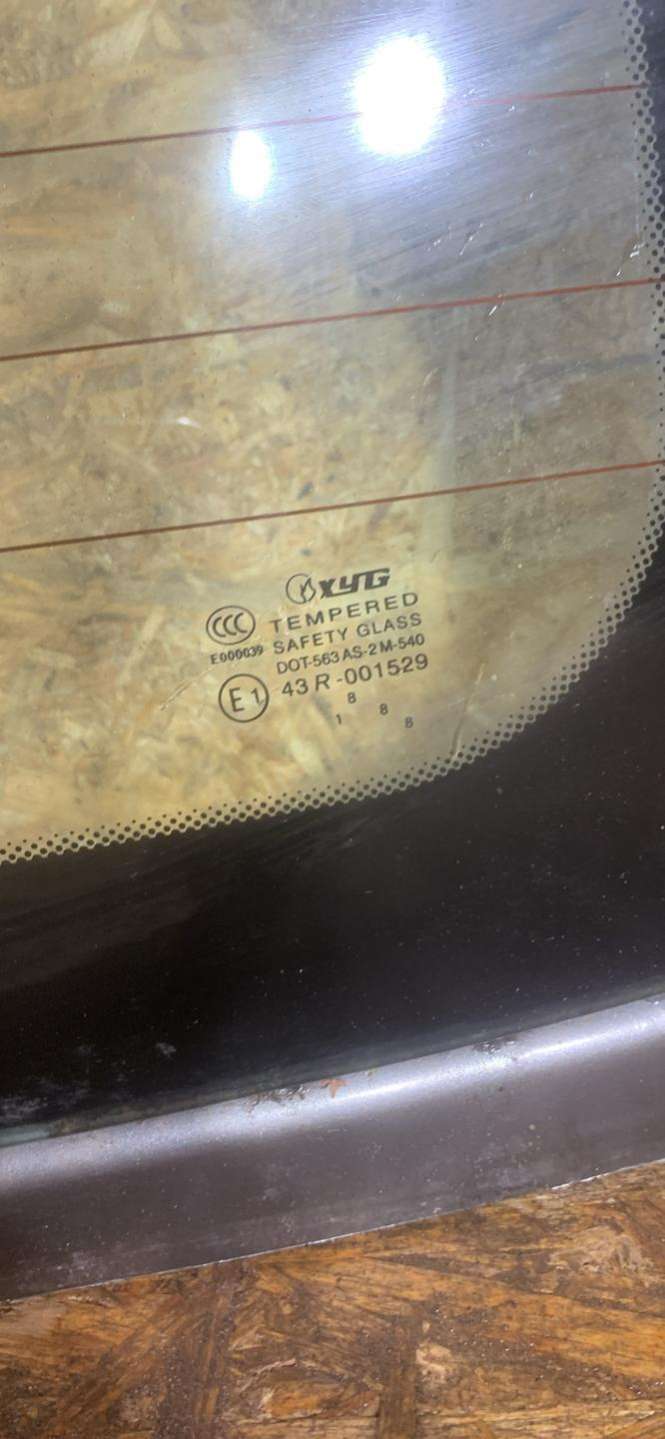 XYG
CCC TEMPERED
E000039 SAFETY GLASS
DOT-563 AS-2 M-540
E1 43 R -001529
8
1 8 8